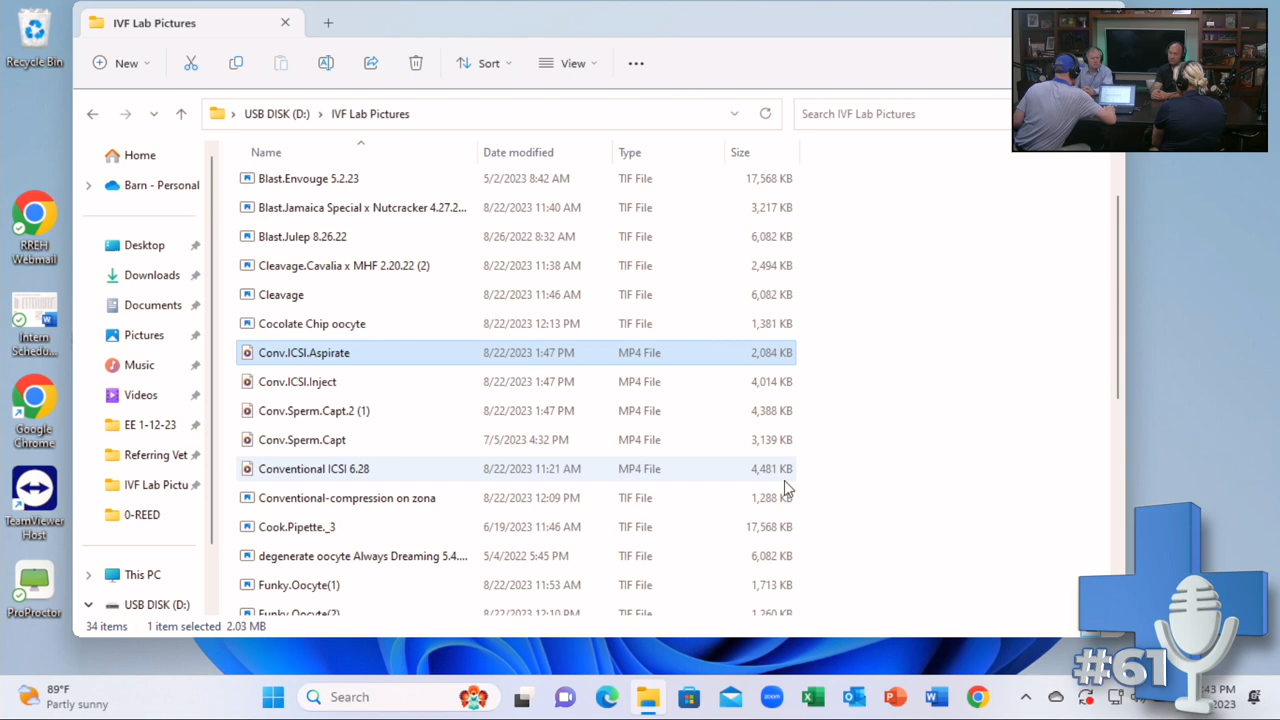 IVF Lab Pictures
New
Sort
View
USB DISK (D:)
IVF Lab Pictures
Search IVF Lab Pictures
Name
Date modified
Type
Size
Blast.Envouge 5.2.23 5/2/2023 8:42 AM TIF File 17,568 KB
Blast.Jamaica Special x Nutcracker 4.27.2... 8/22/2023 11:40 AM TIF File 3,217 KB
Blast.Julep 8.26.22 8/26/2022 8:32 AM TIF File 6,082 KB
Cleavage.Cavalia x MHF 2.20.22 (2) 8/22/2023 11:38 AM TIF File 2,494 KB
Cleavage 8/22/2023 11:46 AM TIF File 6,082 KB
Cocolate Chip oocyte 8/22/2023 12:13 PM TIF File 1,381 KB
Conv.ICSI.Aspirate 8/22/2023 1:47 PM MP4 File 2,084 KB
Conv.ICSI.Inject 8/22/2023 1:47 PM MP4 File 4,014 KB
Conv.Sperm.Capt.2 (1) 8/22/2023 1:47 PM MP4 File 4,388 KB
Conv.Sperm.Capt 7/5/2023 4:32 PM MP4 File 3,139 KB
Conventional ICSI 6.28 8/22/2023 11:21 AM MP4 File 4,481 KB
Conventional-compression on zona 8/22/2023 12:09 PM TIF File 1,288 KB
Cook.Pipette._3 6/19/2023 11:46 AM TIF File 17,568 KB
degenerate oocyte Always Dreaming 5.4.... 5/4/2022 5:45 PM TIF File 6,082 KB
Funky.Oocyte(1) 8/22/2023 11:53 AM TIF File 1,713 KB
Funky.Oocyte(2) 8/22/2023 12:10 PM TIF File 1,260 KB
Home
Barn - Personal
Desktop
Downloads
Documents
Pictures
Music
Videos
EE 1-12-23
Referring Vet
IVF Lab Pictu
0-REED
This PC
USB DISK (D:)
34 items
1 item selected 2.03 MB
Recycle Bin
RREH
Webmail
Intern
Schedu...
Google
Chrome
TeamViewer
Host
ProProctor
#61
89°F
Partly sunny
Search
zoom
:43 PM
2023